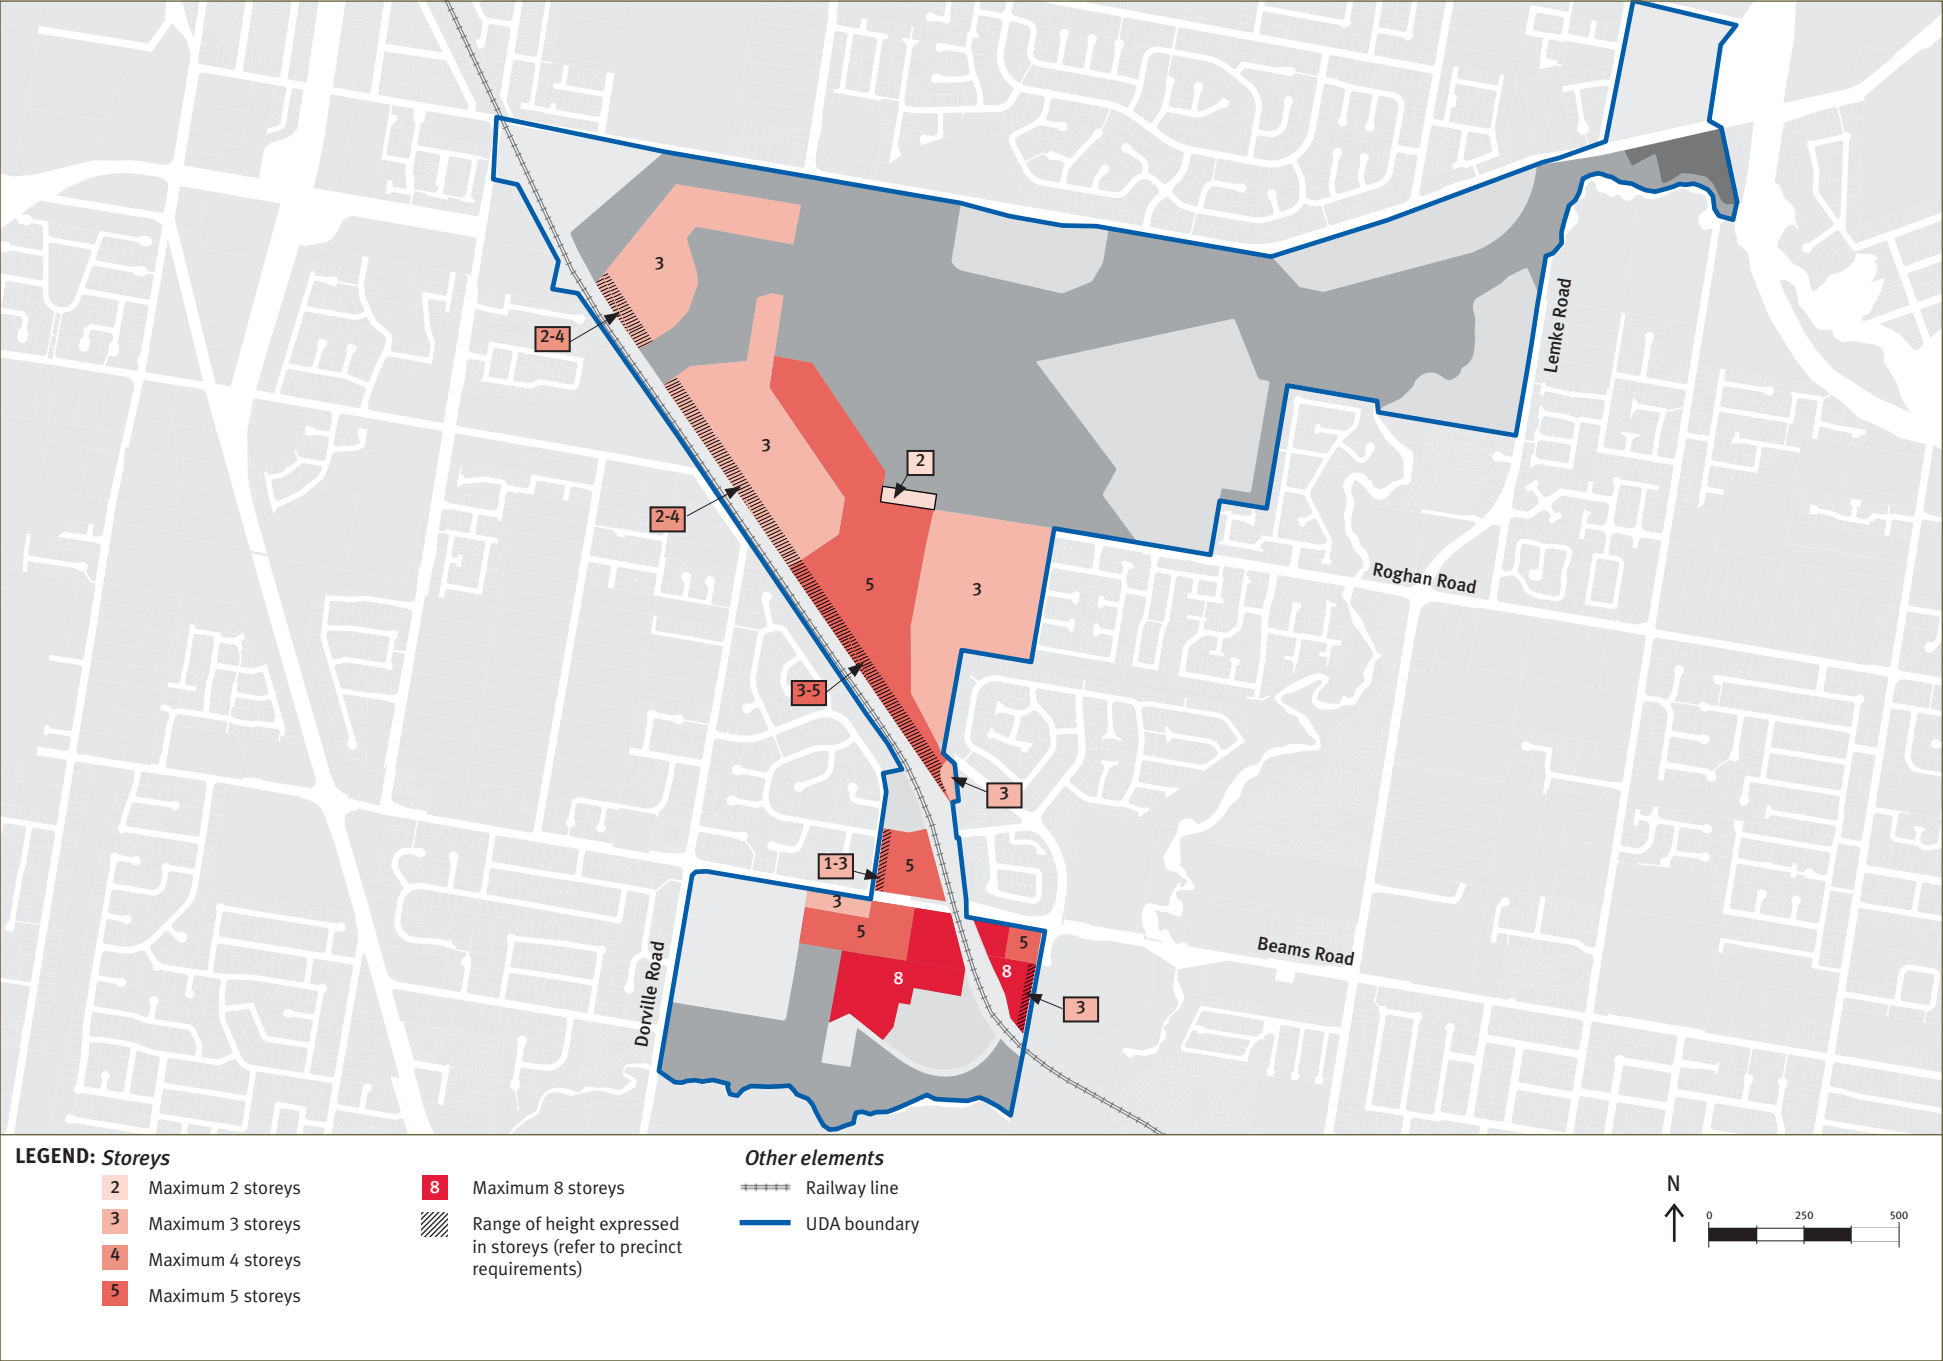 3
2-4
Lemke Road
3
2
2-4
5
3
Roghan Road
3-5
3
1-3
5
3
5
5
8
8
3
Dorville Road
Beams Road
LEGEND: Storeys
2 Maximum 2 storeys
3 Maximum 3 storeys
4 Maximum 4 storeys
5 Maximum 5 storeys
8 Maximum 8 storeys
Range of height expressed
in storeys (refer to precinct
requirements)
Other elements
Railway line
UDA boundary
N
0 250 500